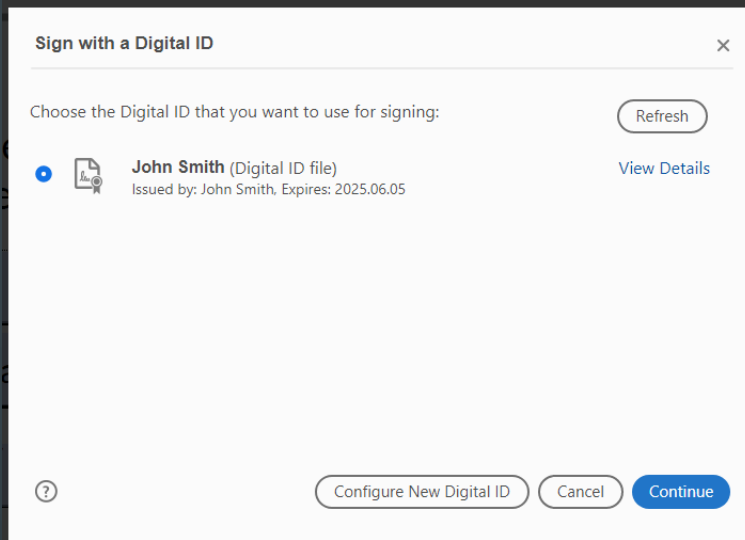 Sign with a Digital ID
Choose the Digital ID that you want to use for signing:
Refresh
John Smith (Digital ID file)
View Details
Issued by: John Smith, Expires: 2025.06.05
Configure New Digital ID
Cancel
Continue